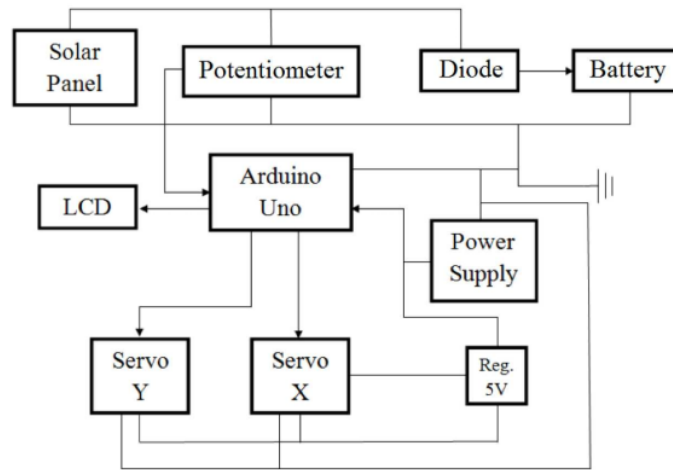 Solar
Panel
Potentiometer
Diode
Battery
Arduino
Uno
LCD
Power
Supply
Servo
Y
Servo
X
Reg.
5V